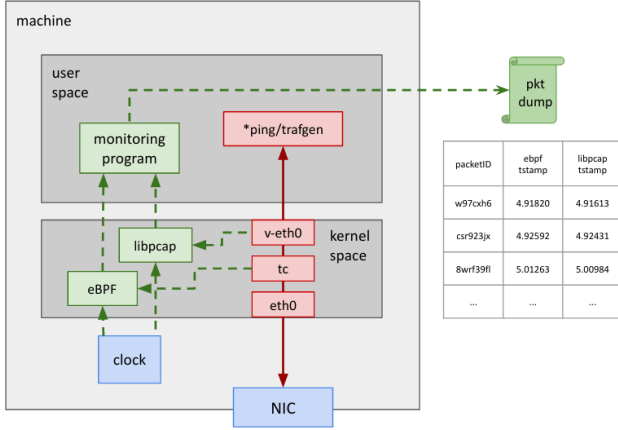 machine
user
space
pkt
dump
*ping/trafgen
monitoring
program
packetID
ebpf
tstamp
libpcap
tstamp
w97cxh6
4.91820
4.91613
csr923jx
4.92592
4.92431
8wrf39fl
5.01263
5.00984
...
...
...
v-eth0
kernel
space
libpcap
tc
eBPF
eth0
clock
NIC